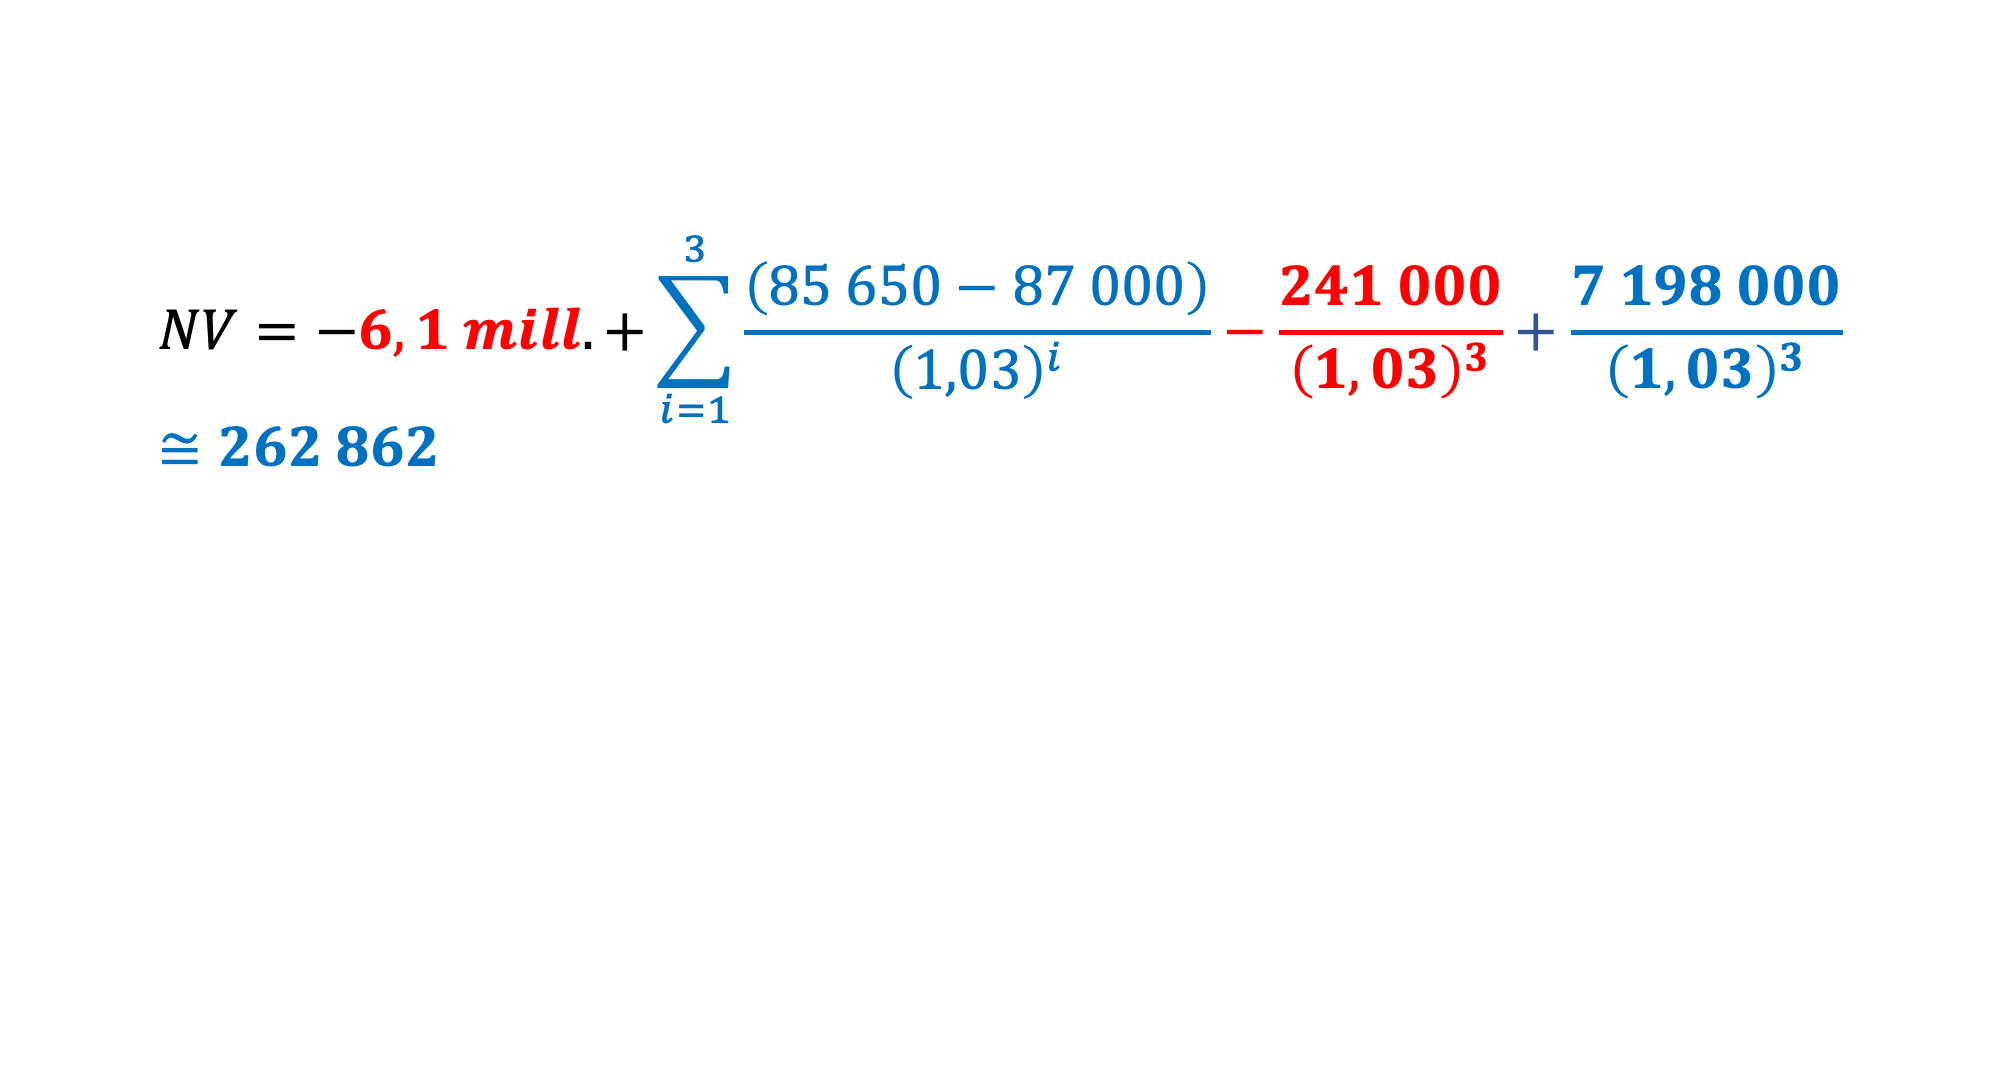 NV = −6,1 mill. + ∑_{i=1}^{3} (85 650 − 87 000)/(1,03)^i − 241 000/(1,03)^3 + 7 198 000/(1,03)^3
≅ 262 862